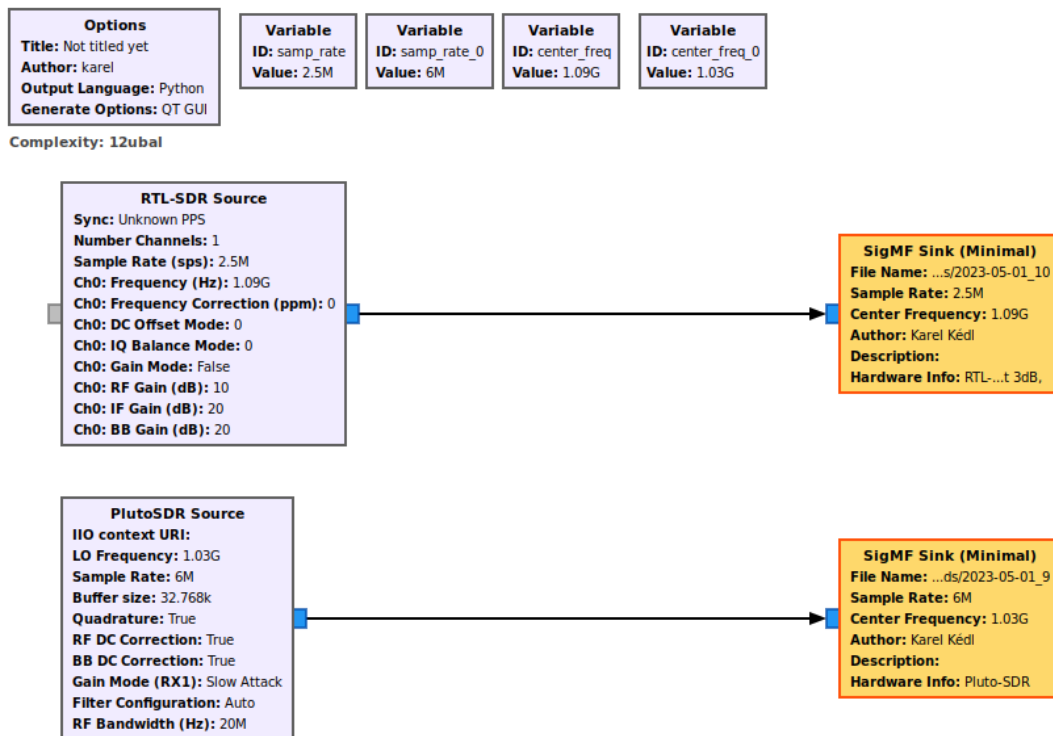 Options
Title: Not titled yet
Author: karel
Output Language: Python
Generate Options: QT GUI
Variable
ID: samp_rate
Value: 2.5M
Variable
ID: samp_rate_0
Value: 6M
Variable
ID: center_freq
Value: 1.09G
Variable
ID: center_freq_0
Value: 1.03G
Complexity: 12ubal
RTL-SDR Source
Sync: Unknown PPS
Number Channels: 1
Sample Rate (sps): 2.5M
Ch0: Frequency (Hz): 1.09G
Ch0: Frequency Correction (ppm): 0
Ch0: DC Offset Mode: 0
Ch0: IQ Balance Mode: 0
Ch0: Gain Mode: False
Ch0: RF Gain (dB): 10
Ch0: IF Gain (dB): 20
Ch0: BB Gain (dB): 20
SigMF Sink (Minimal)
File Name: ...s/2023-05-01_10
Sample Rate: 2.5M
Center Frequency: 1.09G
Author: Karel Kédl
Description:
Hardware Info: RTL-...t 3dB,
PlutoSDR Source
IIO context URI:
LO Frequency: 1.03G
Sample Rate: 6M
Buffer size: 32.768k
Quadrature: True
RF DC Correction: True
BB DC Correction: True
Gain Mode (RX1): Slow Attack
Filter Configuration: Auto
RF Bandwidth (Hz): 20M
SigMF Sink (Minimal)
File Name: ...ds/2023-05-01_9
Sample Rate: 6M
Center Frequency: 1.03G
Author: Karel Kédl
Description:
Hardware Info: Pluto-SDR